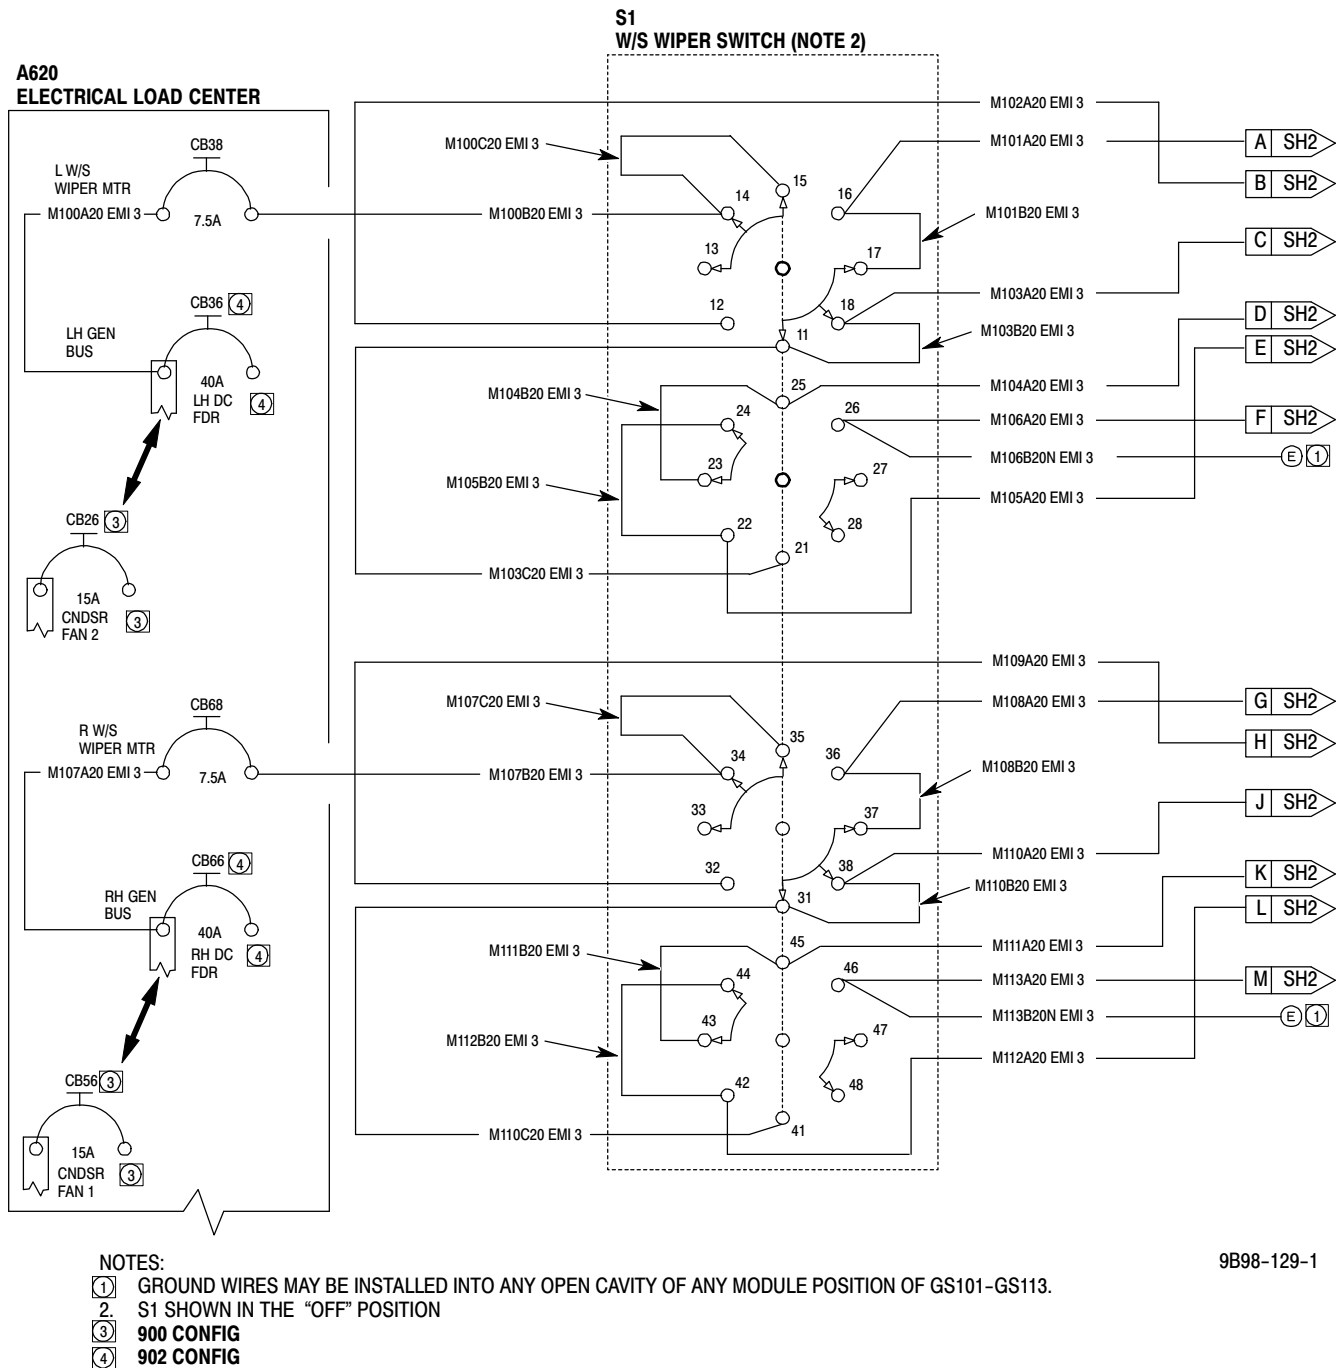 S1
W/S WIPER SWITCH (NOTE 2)
A620
ELECTRICAL LOAD CENTER
CB38
L W/S
WIPER MTR
M100A20 EMI 3
7.5A
CB36 4
LH GEN
BUS
40A
LH DC
FDR
4
CB26 3
15A
CNDSR
FAN 2
3
CB68
R W/S
WIPER MTR
M107A20 EMI 3
7.5A
CB66 4
RH GEN
BUS
40A
RH DC
FDR
4
CB56 3
15A
CNDSR
FAN 1
3
M100C20 EMI 3
M100B20 EMI 3
M104B20 EMI 3
M105B20 EMI 3
M103C20 EMI 3
M107C20 EMI 3
M107B20 EMI 3
M111B20 EMI 3
M112B20 EMI 3
M110C20 EMI 3
15
14
16
13
17
12
18
11
25
24
26
23
27
22
28
21
35
34
36
33
37
32
38
31
45
44
46
43
47
42
48
41
M102A20 EMI 3
M101A20 EMI 3
M101B20 EMI 3
M103A20 EMI 3
M103B20 EMI 3
M104A20 EMI 3
M106A20 EMI 3
M106B20N EMI 3
M105A20 EMI 3
M109A20 EMI 3
M108A20 EMI 3
M108B20 EMI 3
M110A20 EMI 3
M110B20 EMI 3
M111A20 EMI 3
M113A20 EMI 3
M113B20N EMI 3
M112A20 EMI 3
A SH2
B SH2
C SH2
D SH2
E SH2
F SH2
E 1
G SH2
H SH2
J SH2
K SH2
L SH2
M SH2
E 1
9B98-129-1
NOTES:
1 GROUND WIRES MAY BE INSTALLED INTO ANY OPEN CAVITY OF ANY MODULE POSITION OF GS101-GS113.
2. S1 SHOWN IN THE "OFF" POSITION
3 900 CONFIG
4 902 CONFIG